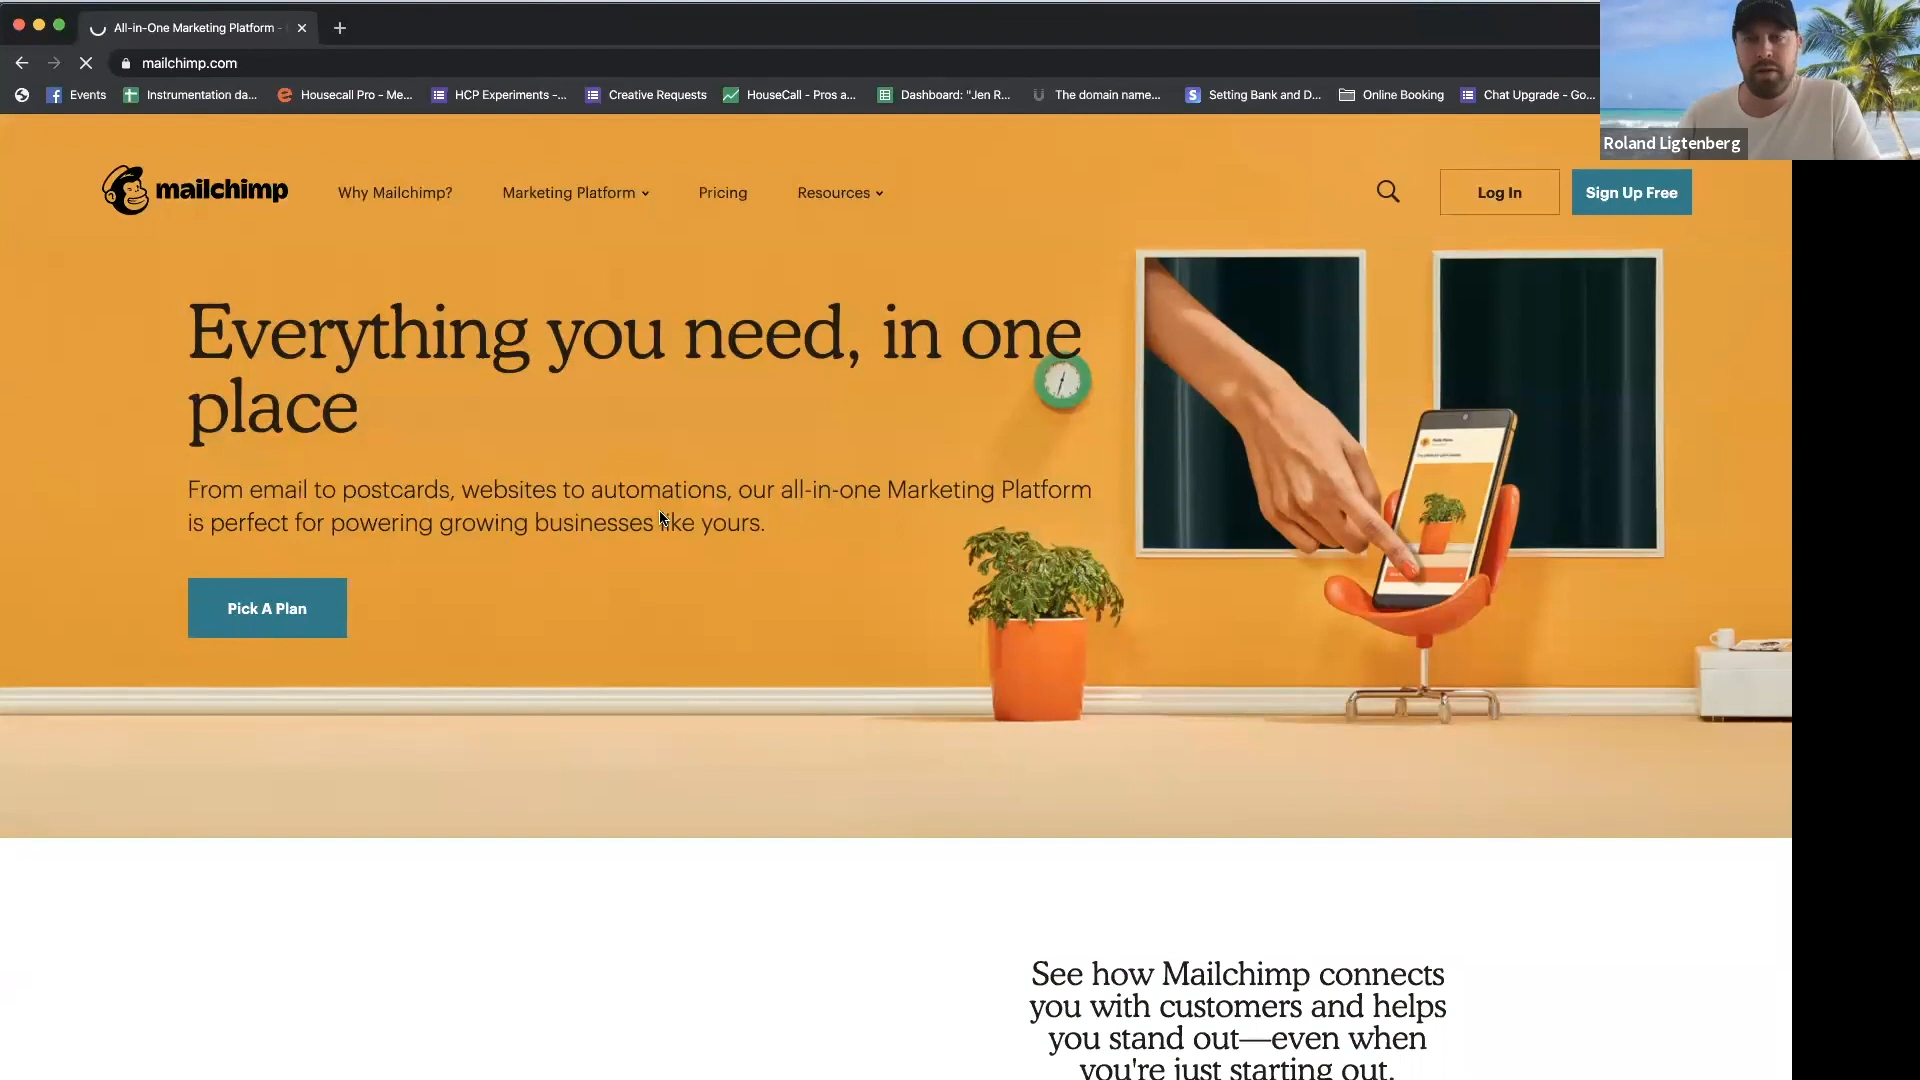 All-in-One Marketing Platform -
mailchimp.com
Events
Instrumentation da...
Housecall Pro - Me...
HCP Experiments -...
Creative Requests
HouseCall - Pros a...
Dashboard: "Jen R...
The domain name...
Setting Bank and D...
Online Booking
Chat Upgrade - Go...
Roland Ligtenberg
mailchimp
Why Mailchimp?
Marketing Platform
Pricing
Resources
Log In
Sign Up Free
Everything you need, in one
place
From email to postcards, websites to automations, our all-in-one Marketing Platform
is perfect for powering growing businesses like yours.
Pick A Plan
See how Mailchimp connects
you with customers and helps
you stand out—even when
you're just starting out.